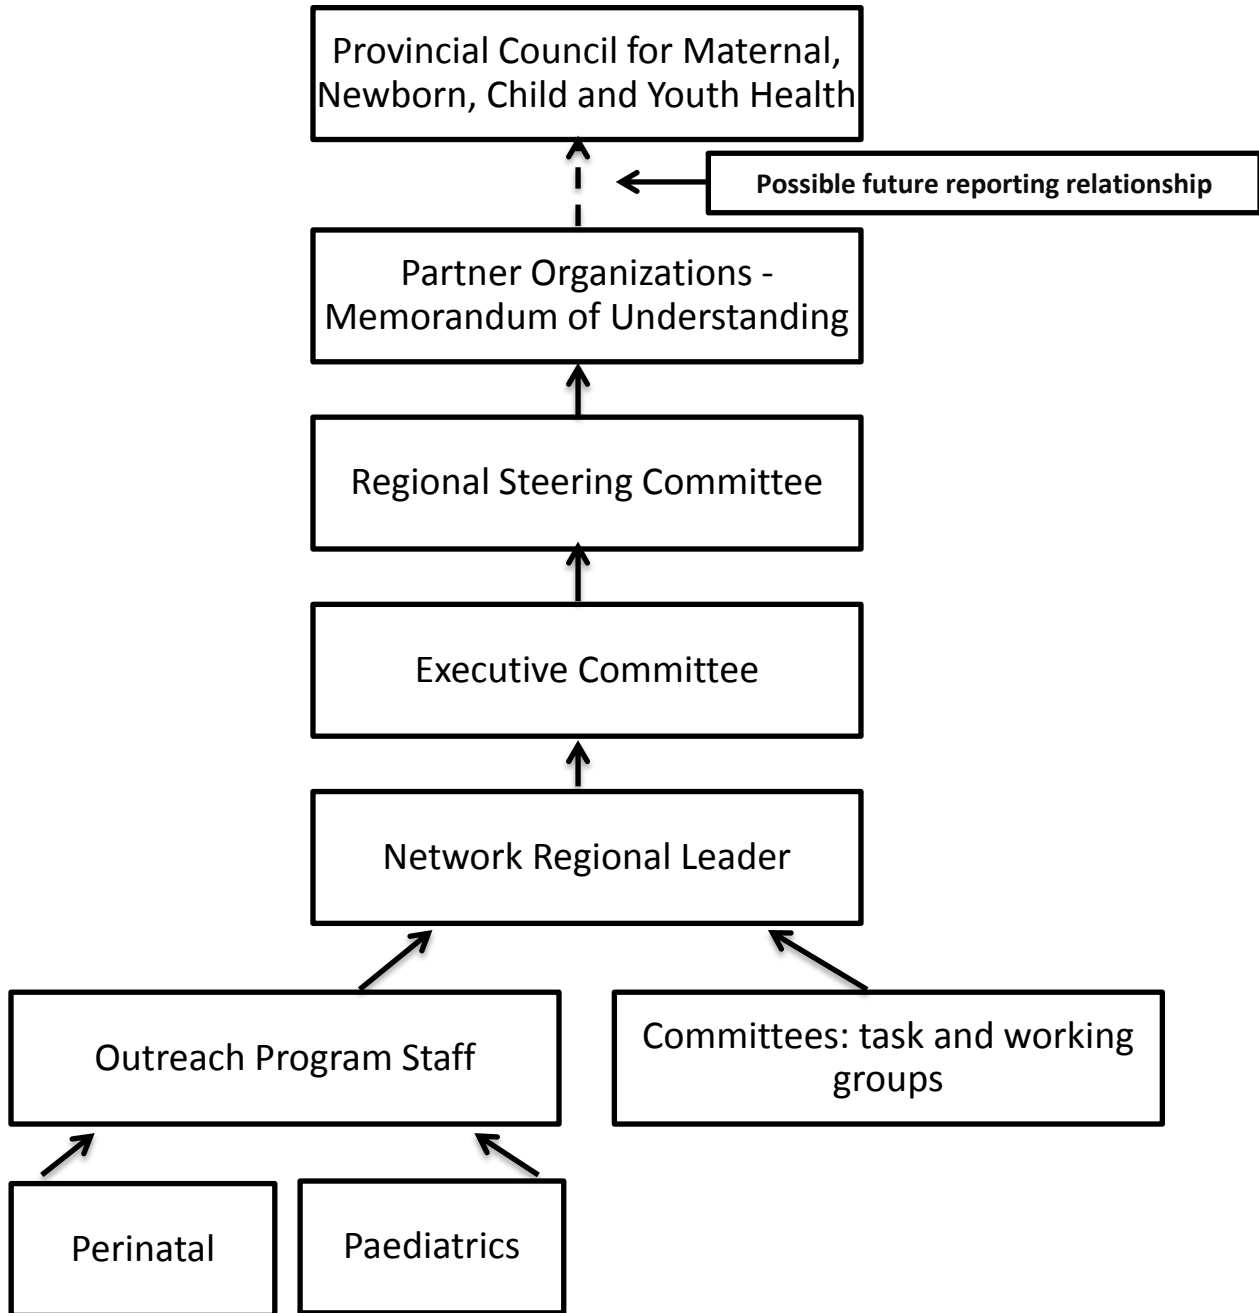 Provincial Council for Maternal,
Newborn, Child and Youth Health
Possible future reporting relationship
Partner Organizations -
Memorandum of Understanding
Regional Steering Committee
Executive Committee
Network Regional Leader
Outreach Program Staff
Committees: task and working
groups
Perinatal
Paediatrics